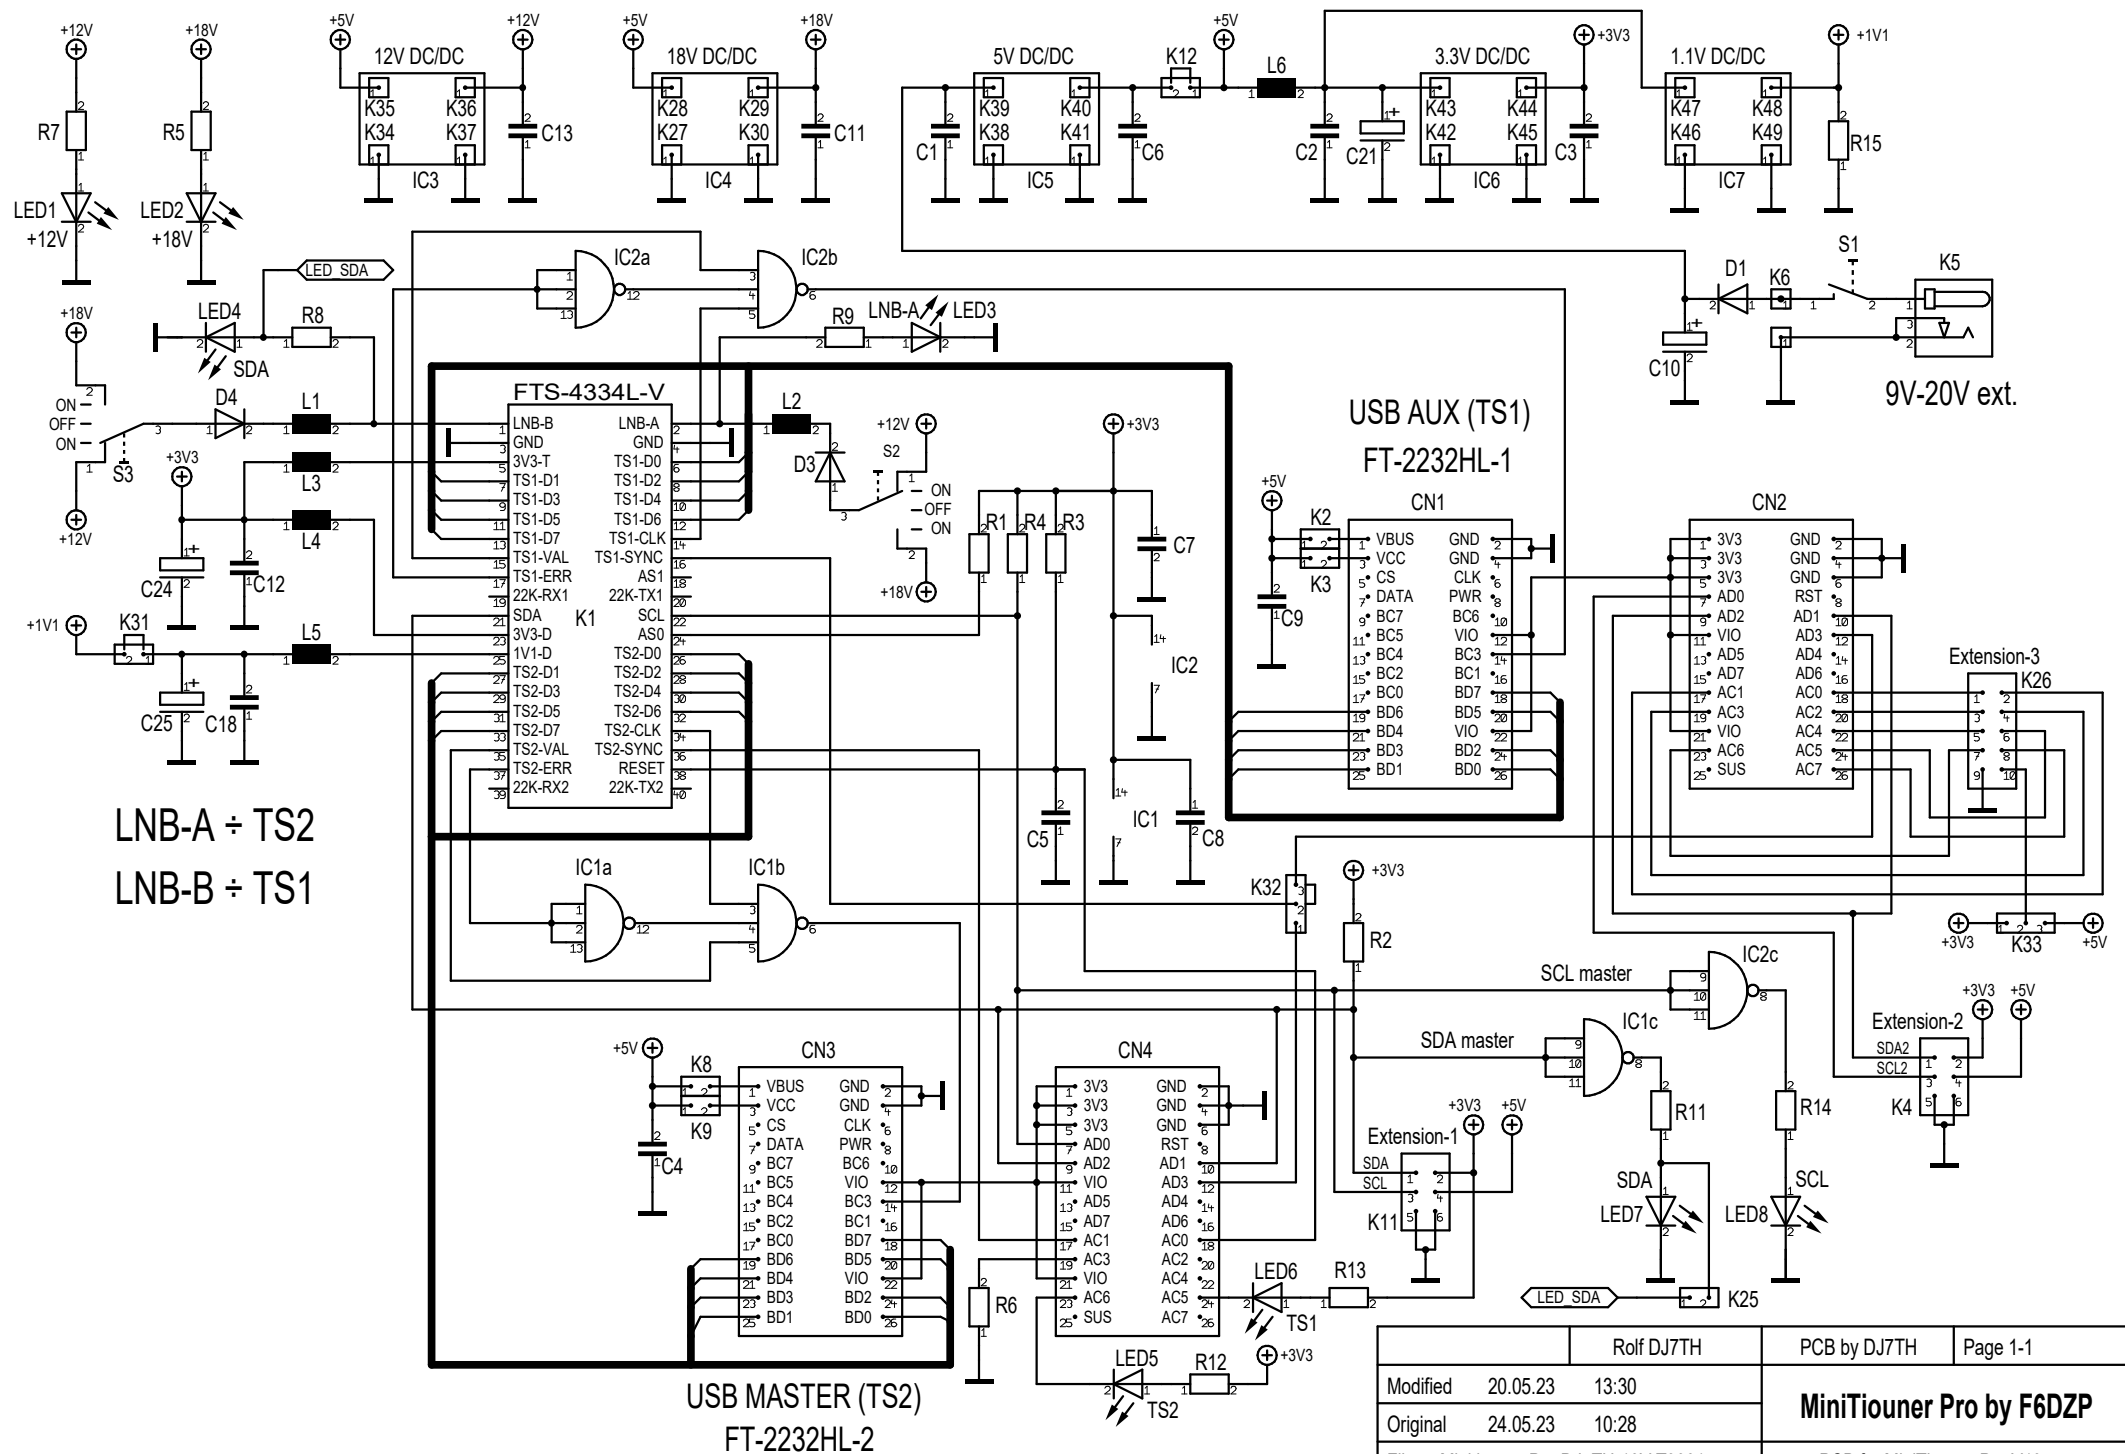 +12V
+18V
+5V
+12V
+5V
+18V
+5V
+3V3
+1V1
12V DC/DC
18V DC/DC
5V DC/DC
K12
L6
3.3V DC/DC
1.1V DC/DC
K35 K36
K34 K37
K28 K29
K27 K30
K39 K40
K38 K41
K43 K44
K42 K45
K47 K48
K46 K49
R7
R5
C13
C11
C1
C6
C2
C21
C3
R15
IC3
IC4
IC5
IC6
IC7
LED1
+12V
LED2
+18V
LED_SDA
IC2a
IC2b
S1
D1
K6
K5
+18V
LED4
R8
SDA
R9
LNB-A
LED3
C10
9V-20V ext.
ON
OFF
ON
S3
+12V
D4
L1
L3
L4
+3V3
C24
C12
+1V1
K31
L5
C25
C18
FTS-4334L-V
LNB-B LNB-A
GND GND
3V3-T TS1-D0
TS1-D1 TS1-D2
TS1-D3 TS1-D4
TS1-D5 TS1-D6
TS1-D7 TS1-CLK
TS1-VAL TS1-SYNC
TS1-ERR AS1
22K-RX1 22K-TX1
SDA SCL
K1
3V3-D AS0
1V1-D TS2-D0
TS2-D1 TS2-D2
TS2-D3 TS2-D4
TS2-D5 TS2-D6
TS2-D7 TS2-CLK
TS2-VAL TS2-SYNC
TS2-ERR RESET
22K-RX2 22K-TX2
L2
D3
+12V
S2
ON
OFF
ON
+18V
+3V3
R1
R4
R3
C7
IC2
IC1
C5
C8
USB AUX (TS1)
FT-2232HL-1
CN1
+5V
K2
K3
C9
VBUS GND
VCC GND
CS CLK
DATA PWR
BC7 BC6
BC5 VIO
BC4 BC3
BC2 BC1
BC0 BD7
BD6 BD5
BD4 VIO
BD3 BD2
BD1 BD0
CN2
3V3 GND
3V3 GND
3V3 GND
AD0 RST
AD2 AD1
VIO AD3
AD5 AD4
AD7 AD6
AC1 AC0
AC3 AC2
VIO AC4
AC6 AC5
SUS AC7
Extension-3
K26
+3V3
K33
+5V
LNB-A ÷ TS2
LNB-B ÷ TS1
IC1a
IC1b
K32
+3V3
R2
SCL master
IC2c
SDA master
IC1c
Extension-2
+3V3
+5V
SDA2
SCL2
K4
R11
R14
SDA
LED7
SCL
LED8
LED_SDA
K25
CN3
+5V
K8
K9
C4
VBUS GND
VCC GND
CS CLK
DATA PWR
BC7 BC6
BC5 VIO
BC4 BC3
BC2 BC1
BC0 BD7
BD6 BD5
BD4 VIO
BD3 BD2
BD1 BD0
USB MASTER (TS2)
FT-2232HL-2
CN4
3V3 GND
3V3 GND
3V3 GND
AD0 RST
AD2 AD1
VIO AD3
AD5 AD4
AD7 AD6
AC1 AC0
AC3 AC2
VIO AC4
AC6 AC5
SUS AC7
R6
Extension-1
+3V3
+5V
SDA
SCL
K11
LED6
TS1
R13
LED5
TS2
R12
+3V3
Rolf DJ7TH
PCB by DJ7TH
Page 1-1
Modified 20.05.23 13:30
Original 24.05.23 10:28
MiniTiouner Pro by F6DZP